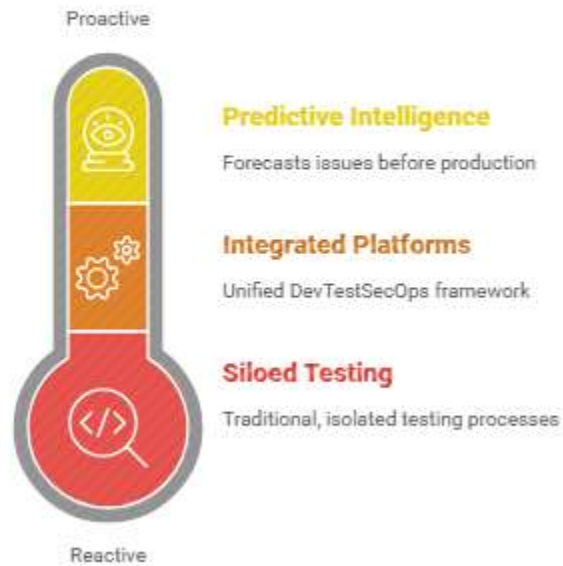 Proactive
Predictive Intelligence
Forecasts issues before production
Integrated Platforms
Unified DevTestSecOps framework
Siloed Testing
</>
Traditional, isolated testing processes
Reactive